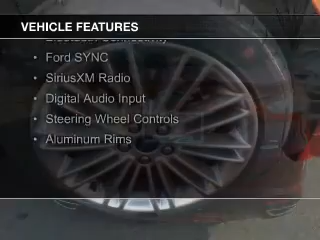 VEHICLE FEATURES
• Ford SYNC
• SiriusXM Radio
• Digital Audio Input
• Steering Wheel Controls
• Aluminum Rims